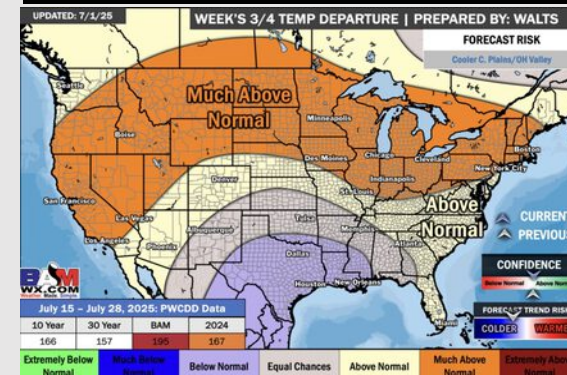 UPDATED: 7/1/25
WEEK'S 3/4 TEMP DEPARTURE | PREPARED BY: WALTS
FORECAST RISK
Cooler C. Plains/OH Valley
Seattle
Much Above
Normal
Minneapolis
Boise
Boston
Chicago
Cleveland
New York City
Des Moines
Indianapolis
Denver
St. Louis
San Francisco
Above
Normal
Las Vegas
Albuquerque
Tulsa
Memphis
Los Angeles
Phoenix
Atlanta
Dallas
Houston
New Orleans
Miami
CURRENT
PREVIOUS
CONFIDENCE
Below Normal
Above Nor
FORECAST TREND RISK
COLDER
WARME
BAM
WX.COM
Weather Made Simple
July 15 – July 28, 2025: PWCDD Data
10 Year 30 Year BAM 2024
166 157 195 167
Extremely Below Normal
Much Below Normal
Below Normal
Equal Chances
Above Normal
Much Above Normal
Extremely Above Normal